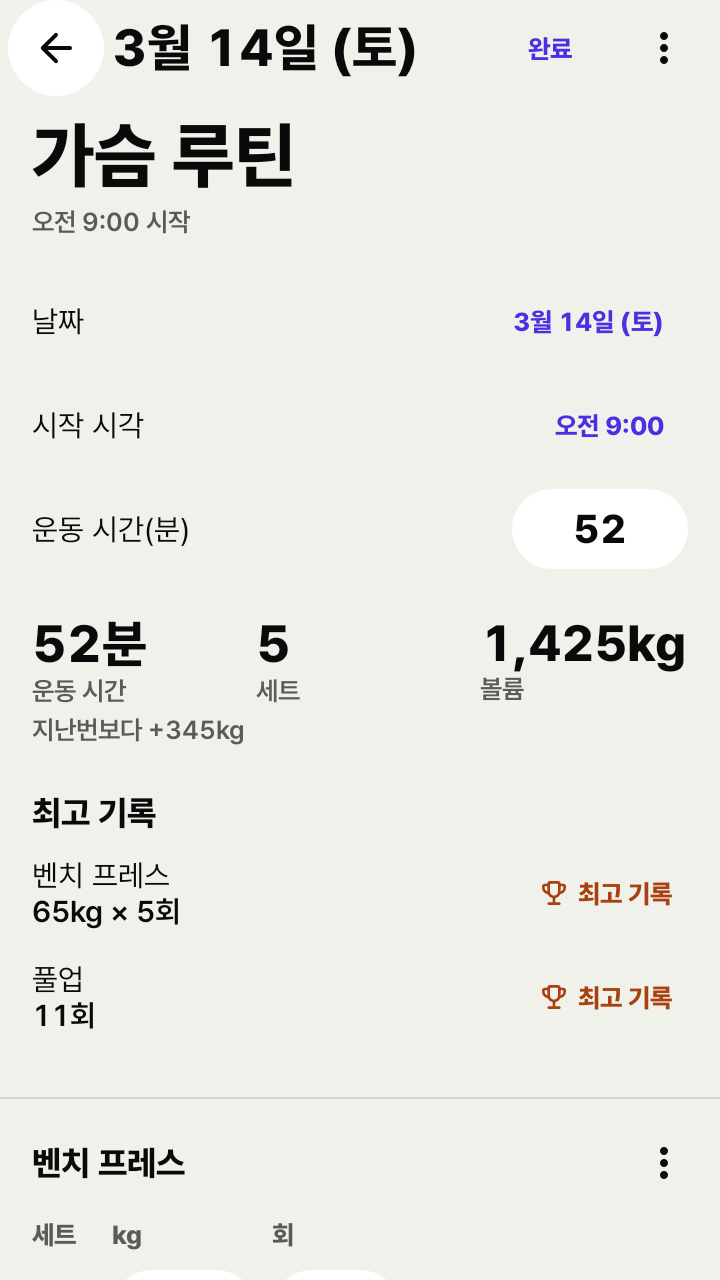 3월 14일 (토) 완료
가슴 루틴
오전 9:00 시작
날짜 3월 14일 (토)
시작 시각 오전 9:00
운동 시간(분) 52
52분 5 1,425kg
운동 시간 세트 볼륨
지난번보다 +345kg
최고 기록
벤치 프레스
65kg × 5회 최고 기록
풀업
11회 최고 기록
벤치 프레스
세트 kg 회